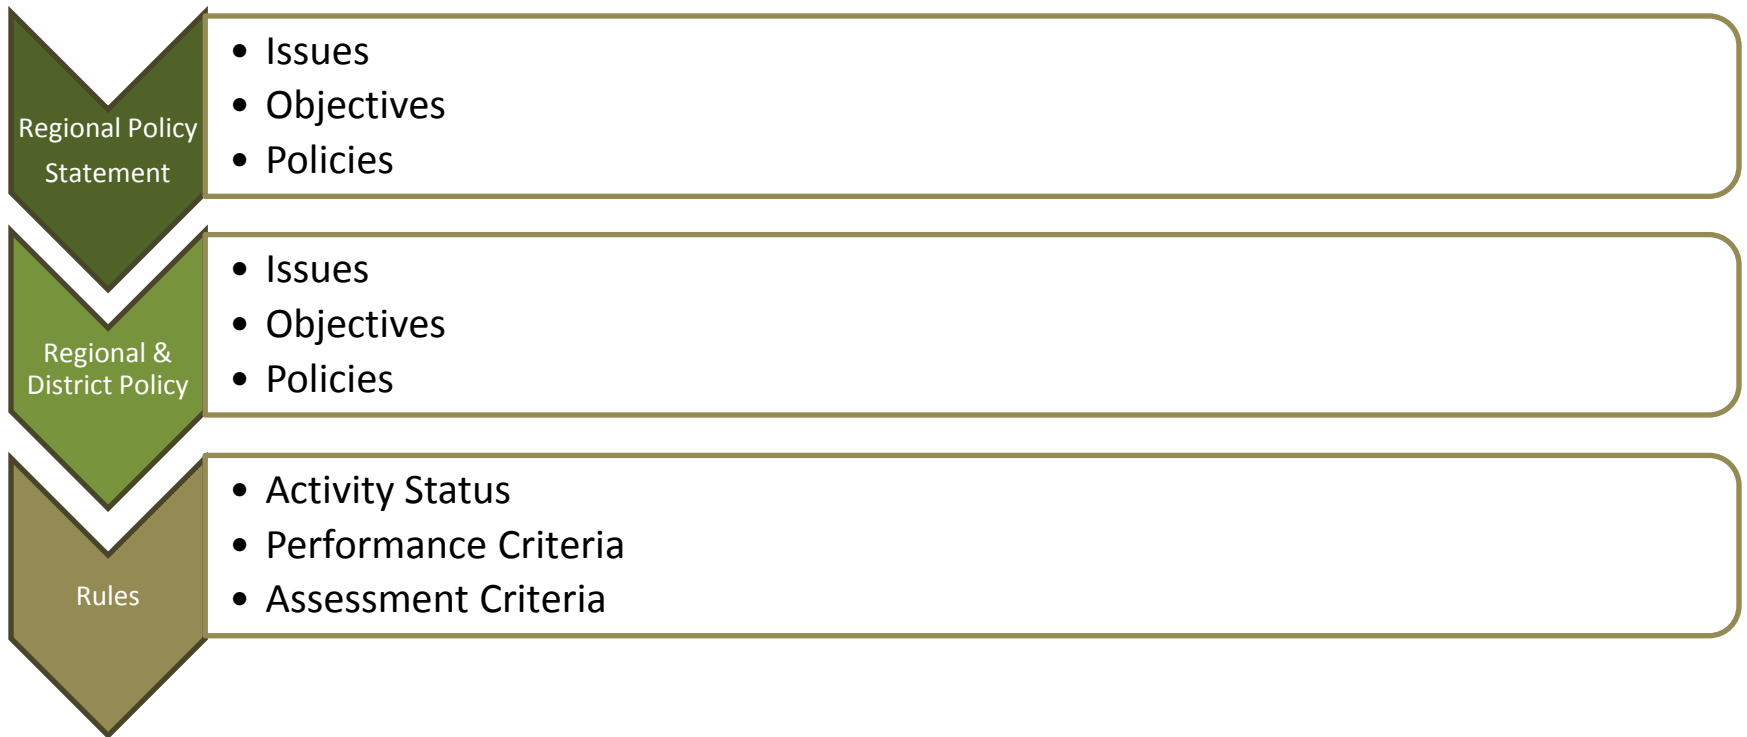 Regional Policy
Statement
• Issues
• Objectives
• Policies
Regional &
District Policy
• Issues
• Objectives
• Policies
Rules
• Activity Status
• Performance Criteria
• Assessment Criteria